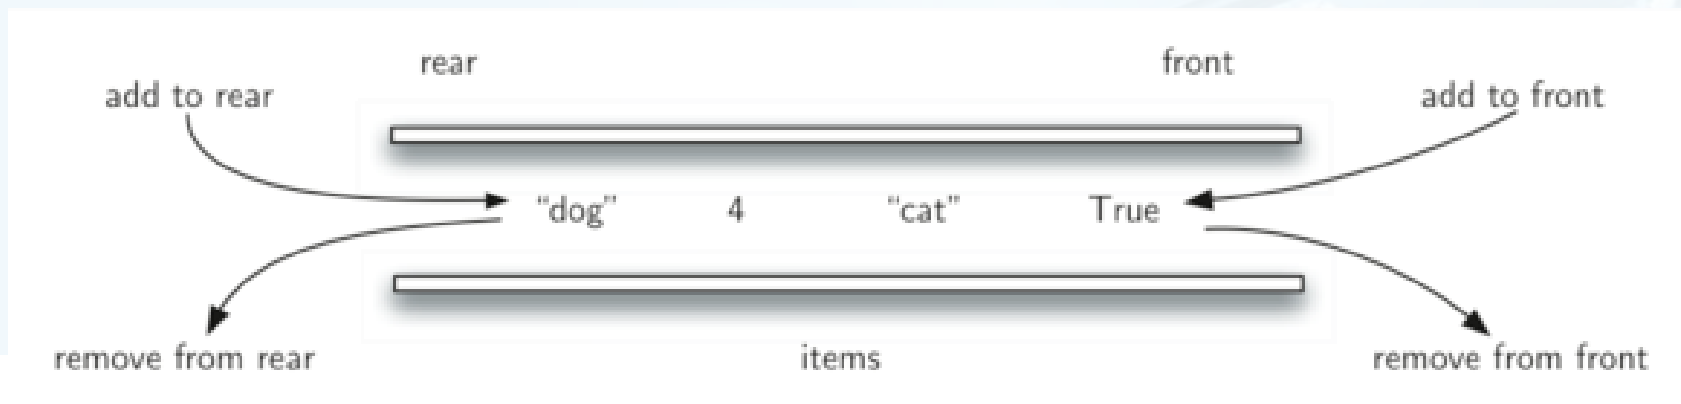 rear front
add to rear add to front
“dog” 4 “cat” True
remove from rear items remove from front